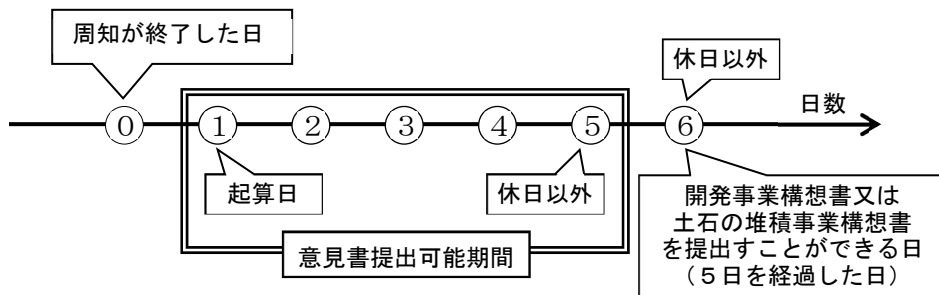 周知が終了した日
休日以外
日数
0 1 2 3 4 5 6
起算日
休日以外
意見書提出可能期間
開発事業構想書又は
土石の堆積事業構想書
を提出すことができる日
(５日を経過した日)